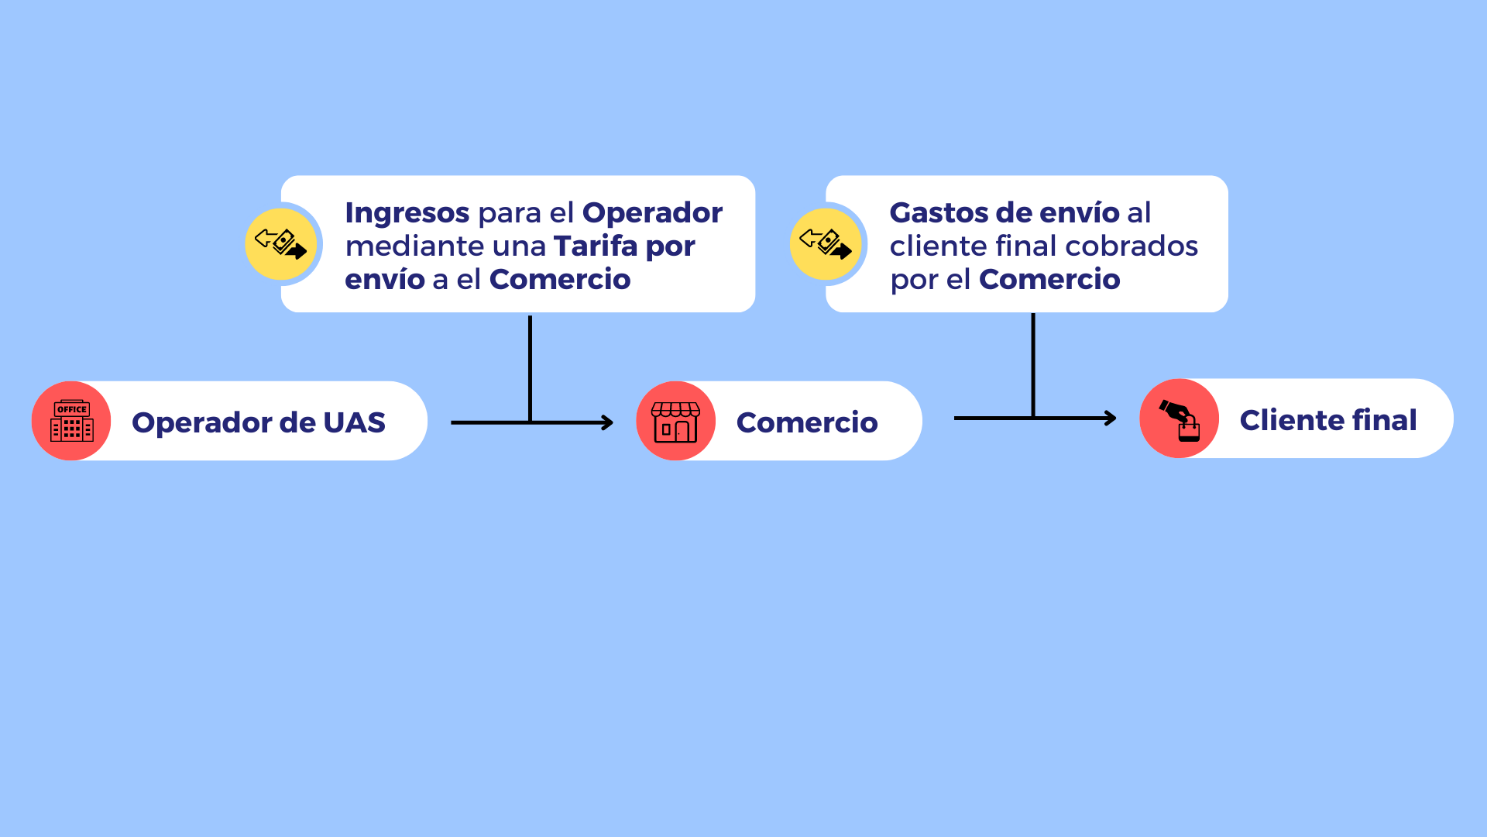 Ingresos para el Operador
mediante una Tarifa por
envío a el Comercio
Gastos de envío al
cliente final cobrados
por el Comercio
OFFICE
Operador de UAS
Comercio
Cliente final